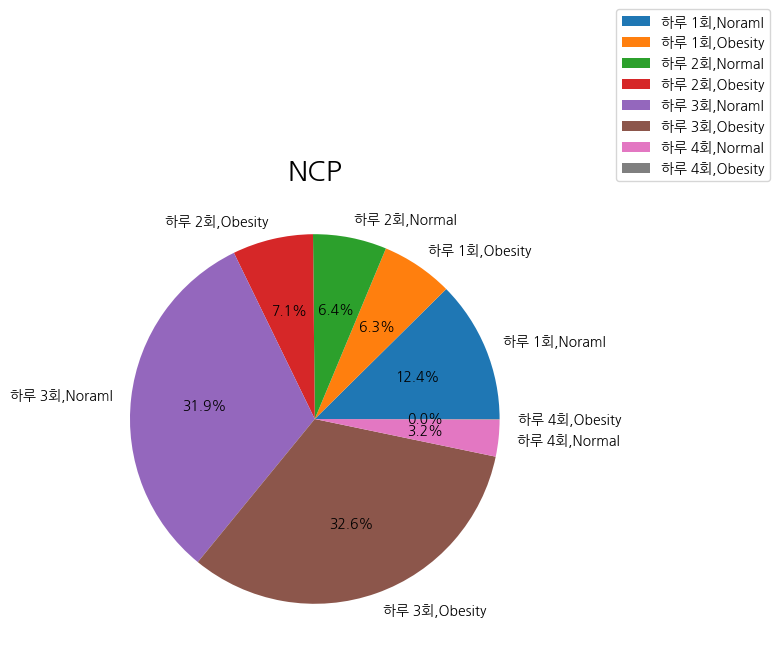 하루 1회,Noraml
하루 1회,Obesity
하루 2회,Normal
하루 2회,Obesity
하루 3회,Noraml
하루 3회,Obesity
하루 4회,Normal
하루 4회,Obesity
NCP
하루 2회,Obesity
하루 2회,Normal
하루 1회,Obesity
7.1%
6.4%
6.3%
하루 1회,Noraml
12.4%
하루 3회,Noraml
31.9%
0.0%
하루 4회,Obesity
3.2%
하루 4회,Normal
32.6%
하루 3회,Obesity